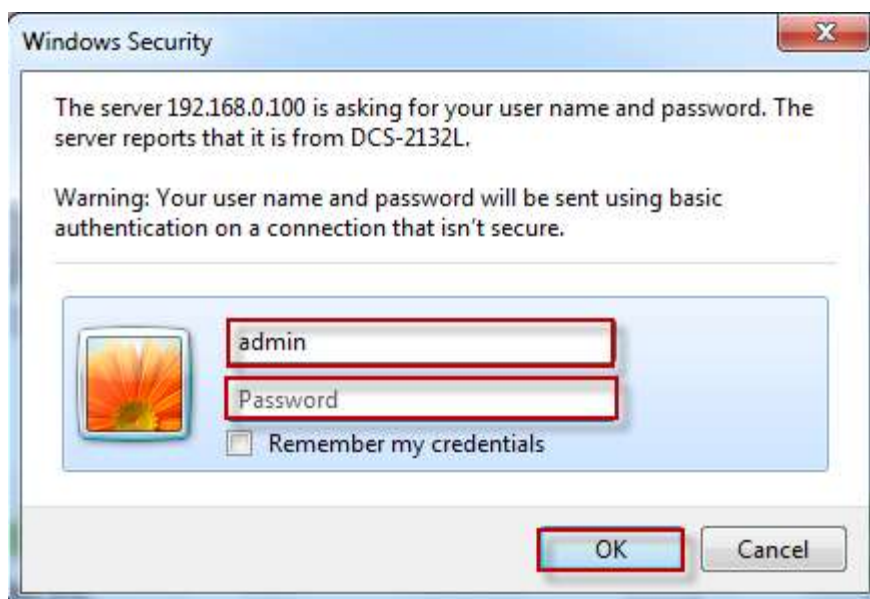 Windows Security
The server 192.168.0.100 is asking for your user name and password. The
server reports that it is from DCS-2132L.
Warning: Your user name and password will be sent using basic
authentication on a connection that isn't secure.
admin
Password
Remember my credentials
OK
Cancel